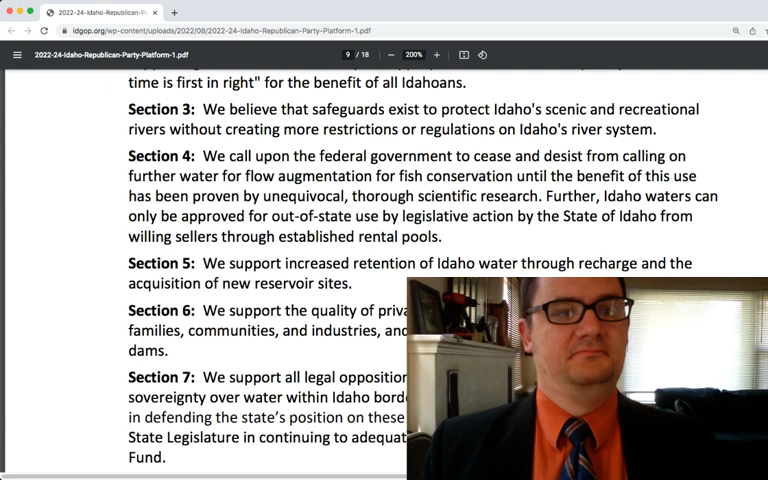 2022-24-Idaho-Republican-P
idgop.org/wp-content/uploads/2022/08/2022-24-Idaho-Republican-Party-Platform-1.pdf
2022-24-Idaho-Republican-Party-Platform-1.pdf
9 / 18
200%
time is first in right" for the benefit of all Idahoans.
Section 3: We believe that safeguards exist to protect Idaho's scenic and recreational
rivers without creating more restrictions or regulations on Idaho's river system.
Section 4: We call upon the federal government to cease and desist from calling on
further water for flow augmentation for fish conservation until the benefit of this use
has been proven by unequivocal, thorough scientific research. Further, Idaho waters can
only be approved for out-of-state use by legislative action by the State of Idaho from
willing sellers through established rental pools.
Section 5: We support increased retention of Idaho water through recharge and the
acquisition of new reservoir sites.
Section 6: We support the quality of priva
families, communities, and industries, and
dams.
Section 7: We support all legal opposition
sovereignty over water within Idaho bord
in defending the state's position on these
State Legislature in continuing to adequat
Fund.